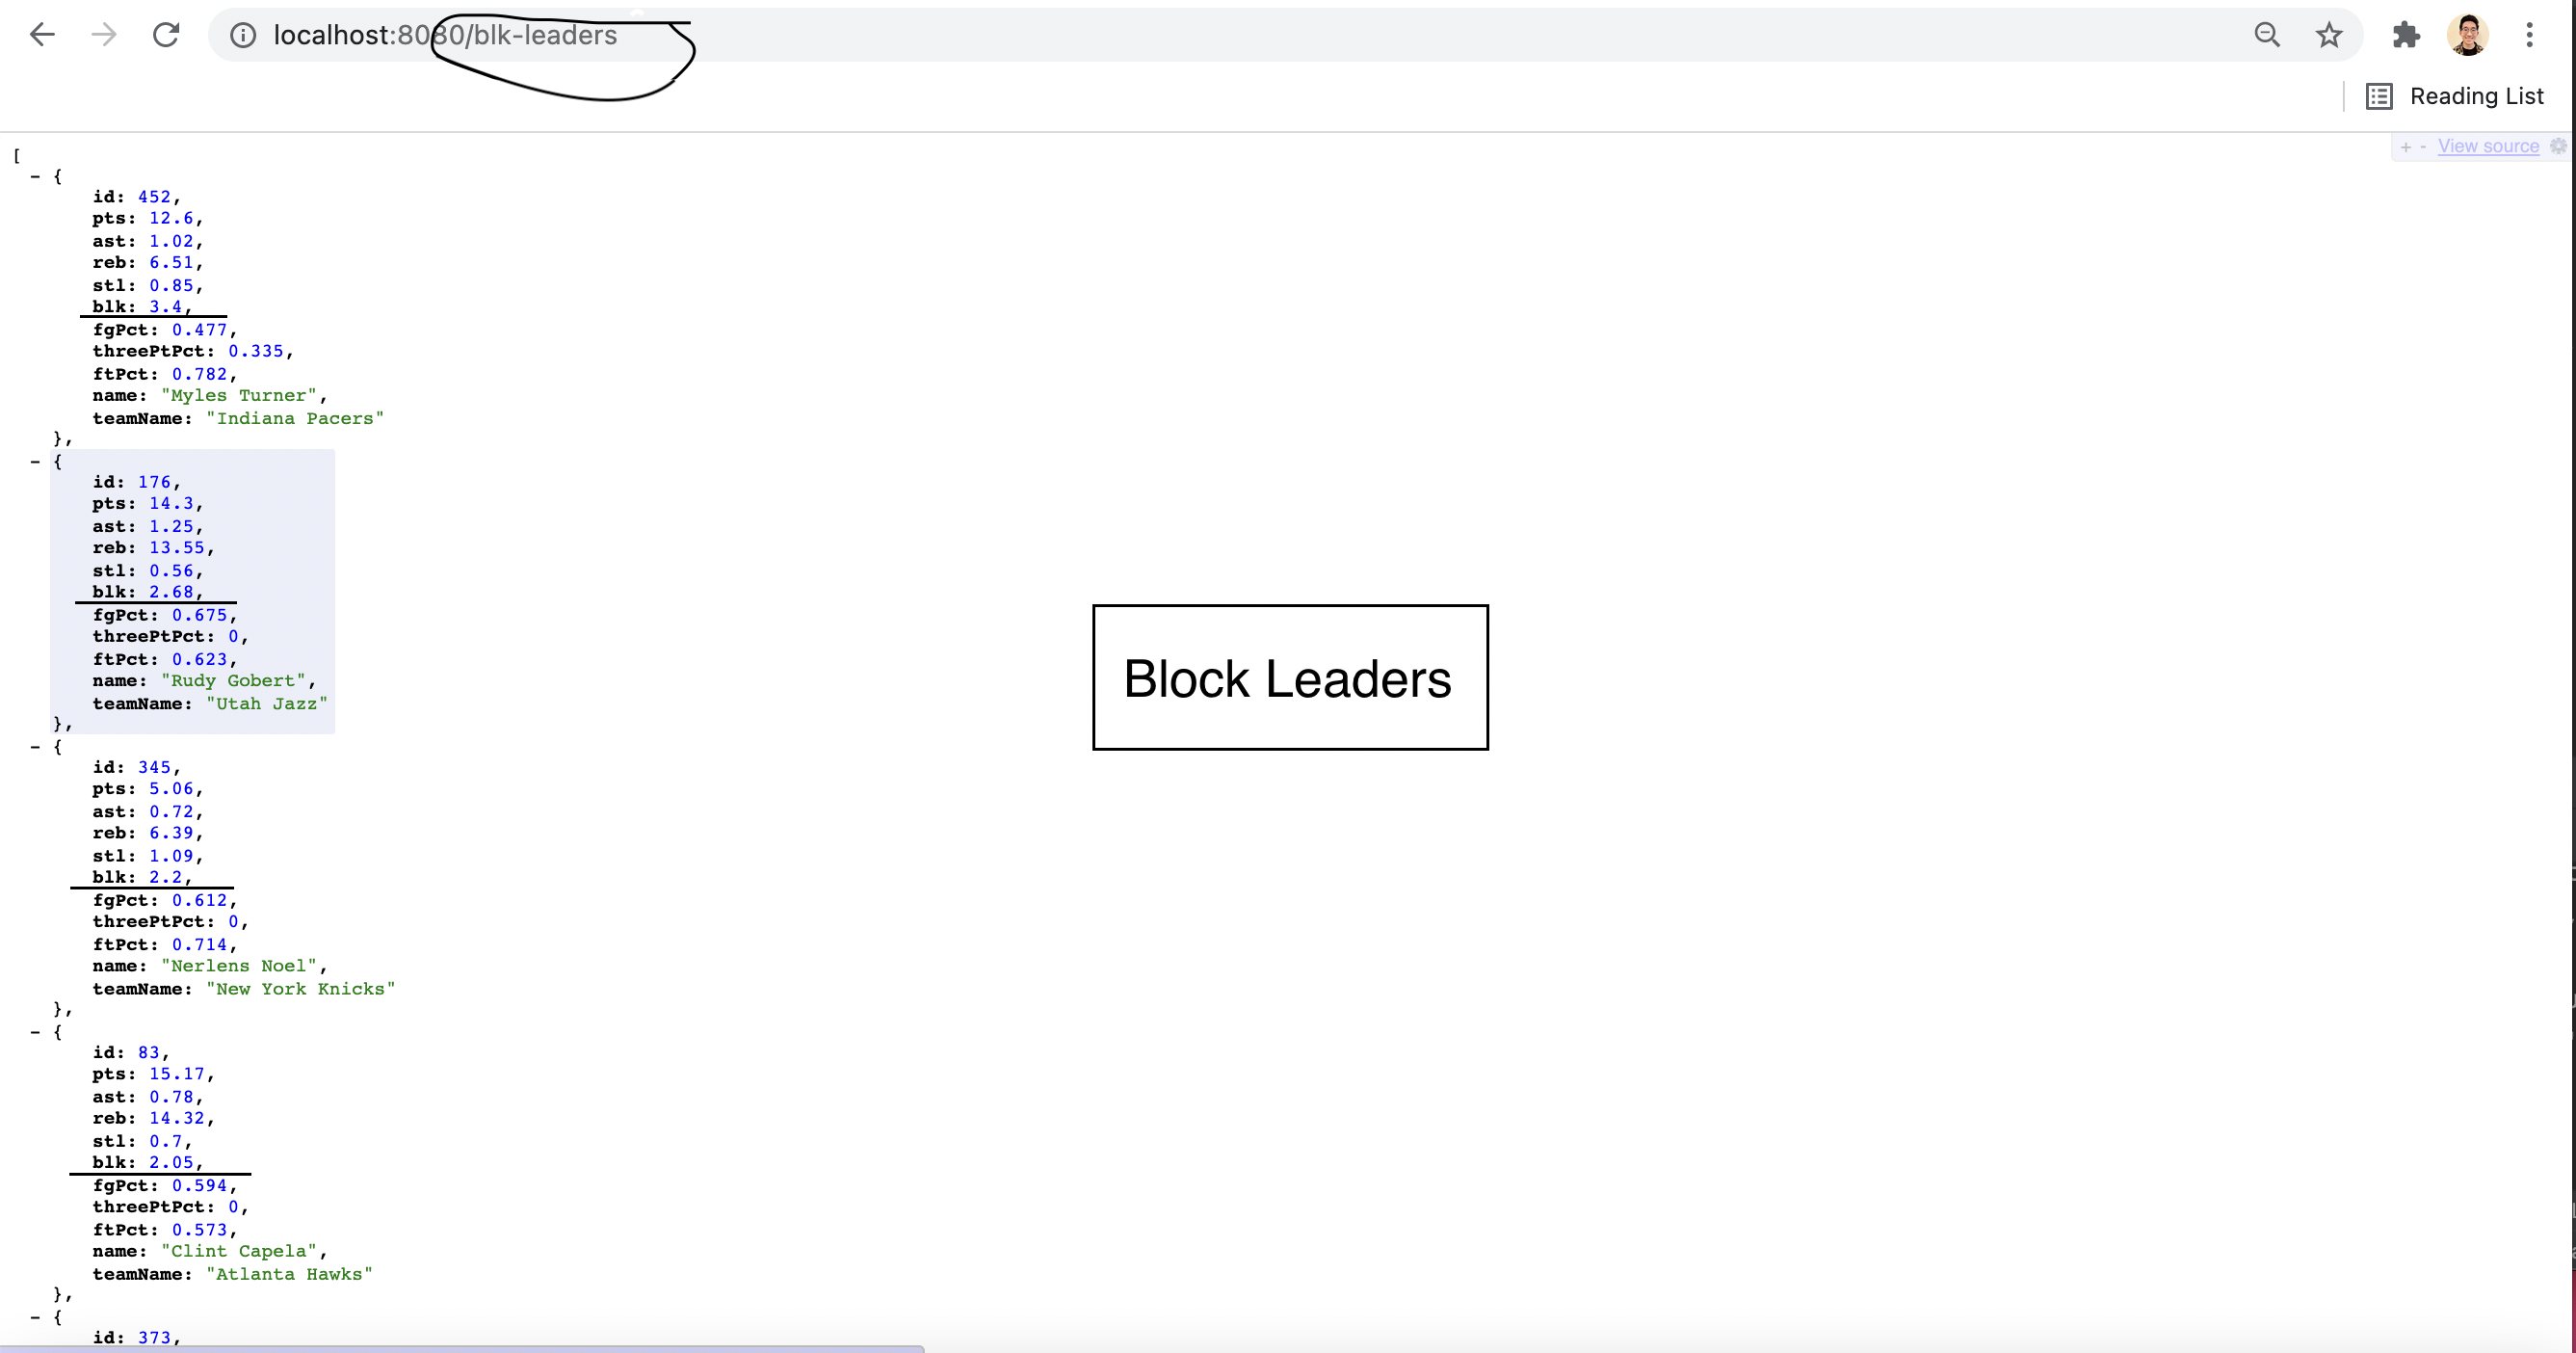 localhost:8080/blk-leaders
Reading List
+ - View source
[
- {
id: 452,
pts: 12.6,
ast: 1.02,
reb: 6.51,
stl: 0.85,
blk: 3.4,
fgPct: 0.477,
threePtPct: 0.335,
ftPct: 0.782,
name: "Myles Turner",
teamName: "Indiana Pacers"
},
- {
id: 176,
pts: 14.3,
ast: 1.25,
reb: 13.55,
stl: 0.56,
blk: 2.68,
fgPct: 0.675,
threePtPct: 0,
ftPct: 0.623,
name: "Rudy Gobert",
teamName: "Utah Jazz"
},
- {
id: 345,
pts: 5.06,
ast: 0.72,
reb: 6.39,
stl: 1.09,
blk: 2.2,
fgPct: 0.612,
threePtPct: 0,
ftPct: 0.714,
name: "Nerlens Noel",
teamName: "New York Knicks"
},
- {
id: 83,
pts: 15.17,
ast: 0.78,
reb: 14.32,
stl: 0.7,
blk: 2.05,
fgPct: 0.594,
threePtPct: 0,
ftPct: 0.573,
name: "Clint Capela",
teamName: "Atlanta Hawks"
},
- {
id: 373,
Block Leaders